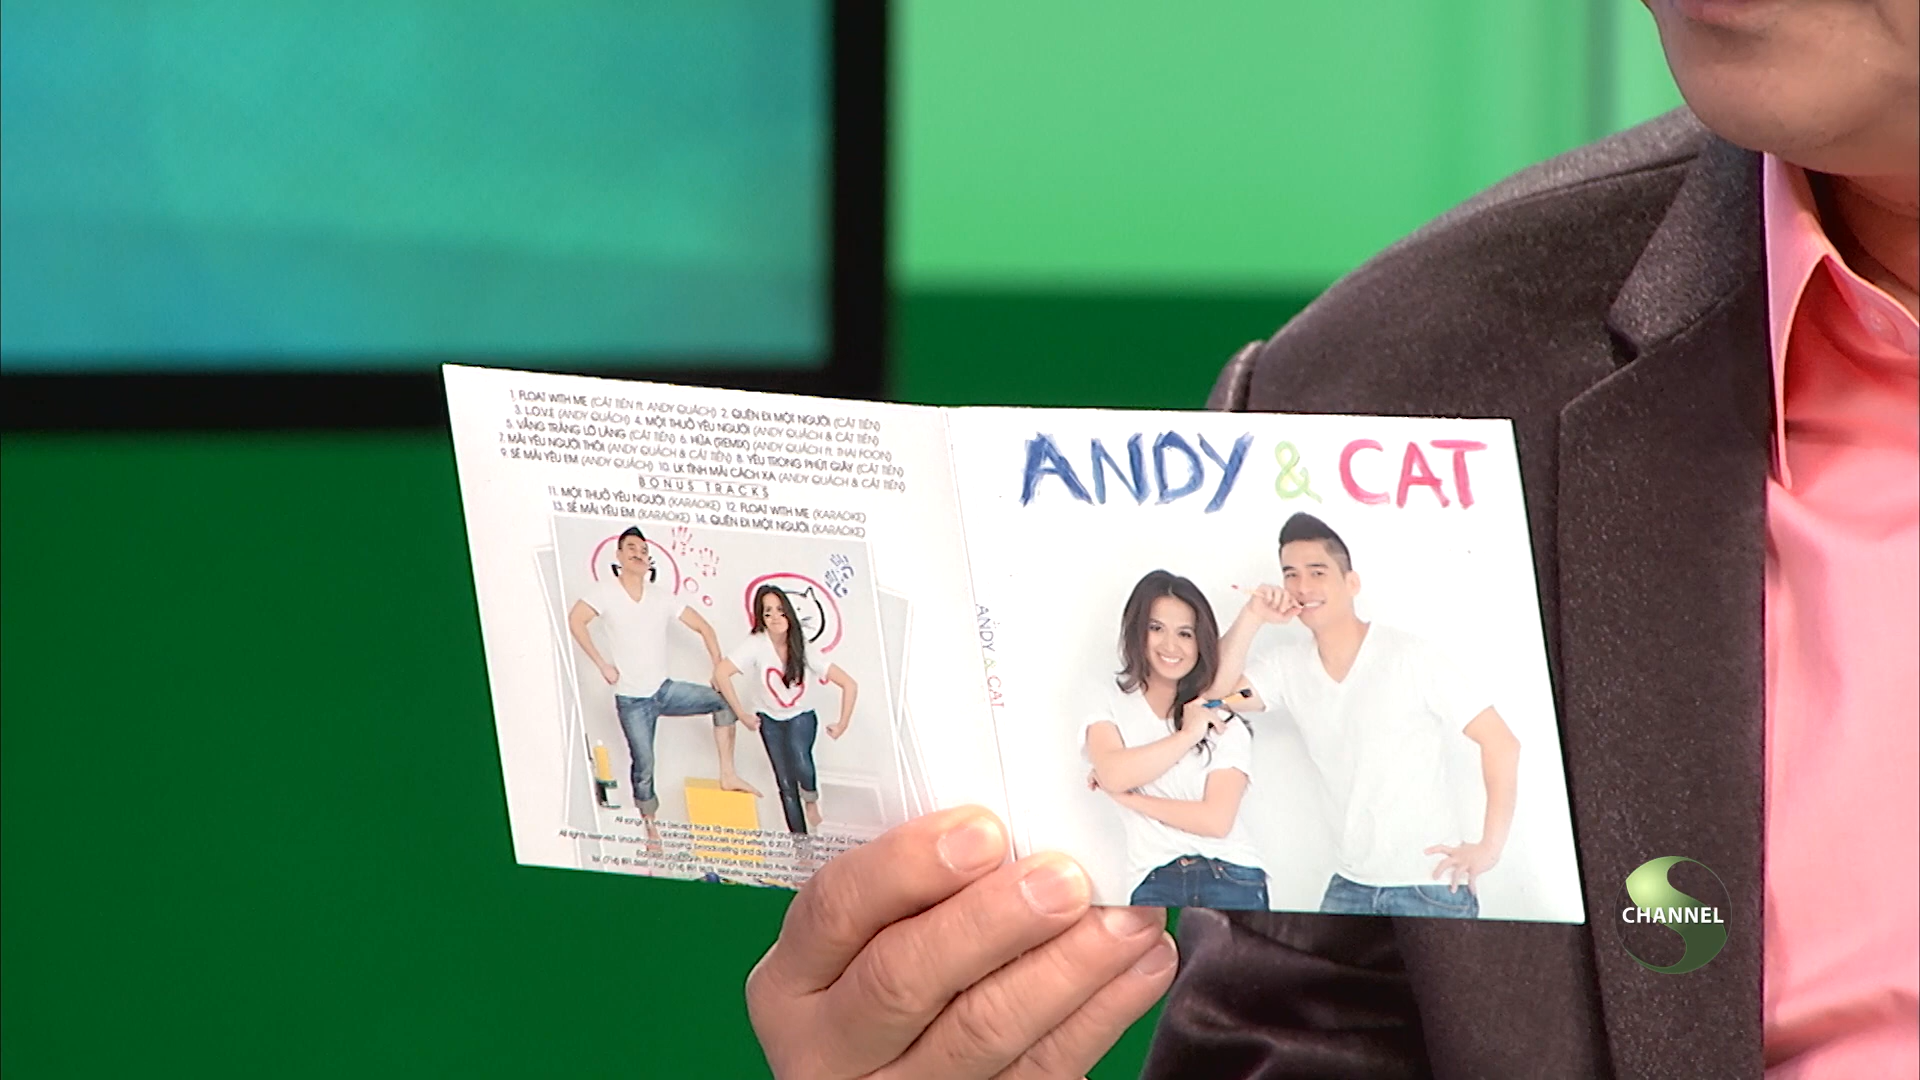 1. FLOAT WITH ME (CÁT TIÊN ft. ANDY QUÁCH) 2. QUÊN ĐI MỘT NGƯỜI (CÁT TIÊN)
3. L.O.V.E (ANDY QUÁCH) 4. MỘT THUỞ YÊU NGƯỜI (ANDY QUÁCH & CÁT TIÊN)
5. VẦNG TRĂNG LỠ LÀNG (CÁT TIÊN) 6. HỨA (REMIX) (ANDY QUÁCH ft. THAI FOON)
7. MÃI YÊU NGƯỜI THÔI (ANDY QUÁCH & CÁT TIÊN) 8. YÊU TRONG PHÚT GIÂY (CÁT TIÊN)
9. SẼ MÃI YÊU EM (ANDY QUÁCH) 10. LK TÌNH MÃI CÁCH XA (ANDY QUÁCH & CÁT TIÊN)
BONUS TRACKS
11. MỘT THUỞ YÊU NGƯỜI (KARAOKE) 12. FLOAT WITH ME (KARAOKE)
13. SẼ MÃI YÊU EM (KARAOKE) 14. QUÊN ĐI MỘT NGƯỜI (KARAOKE)
ANDY & CAT
ANDY & CAT
CHANNEL